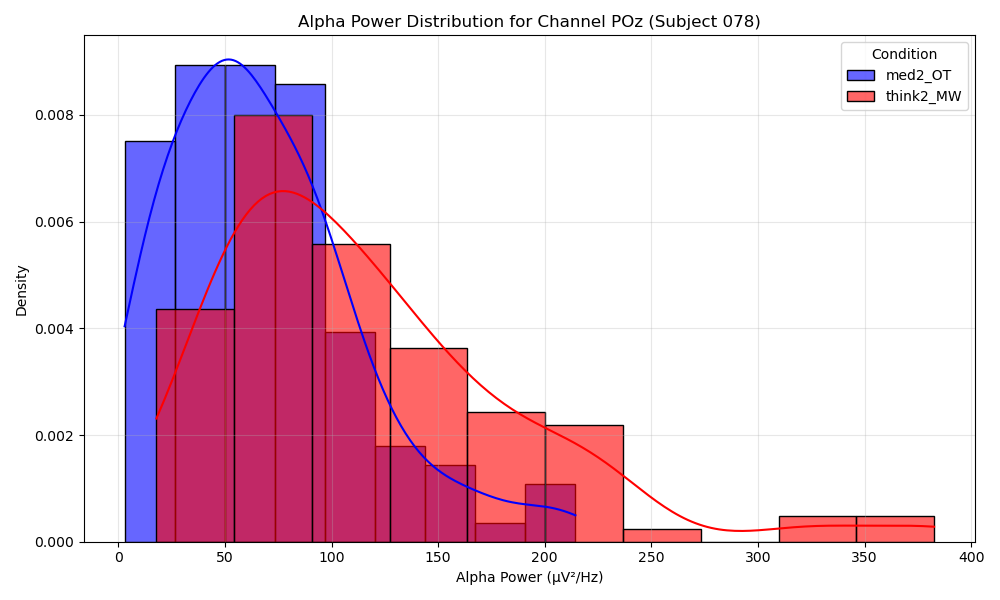 Alpha Power Distribution for Channel POz (Subject 078)
Condition
med2_OT
think2_MW
Density
0.008
0.006
0.004
0.002
0.000
0 50 100 150 200 250 300 350 400
Alpha Power (µV²/Hz)